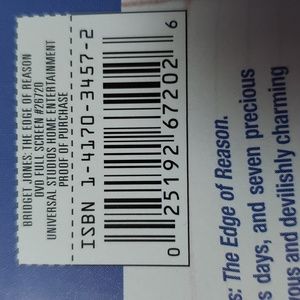 BRIDGET JONES: THE EDGE OF REASON
DVD FULL SCREEN #26720
UNIVERSAL STUDIOS HOME ENTERTAINMENT
PROOF OF PURCHASE
ISBN 1-4170-3457-2
0 25192 67202 6
s: The Edge of Reason.
s days, and seven precious
ous and devilishly charming